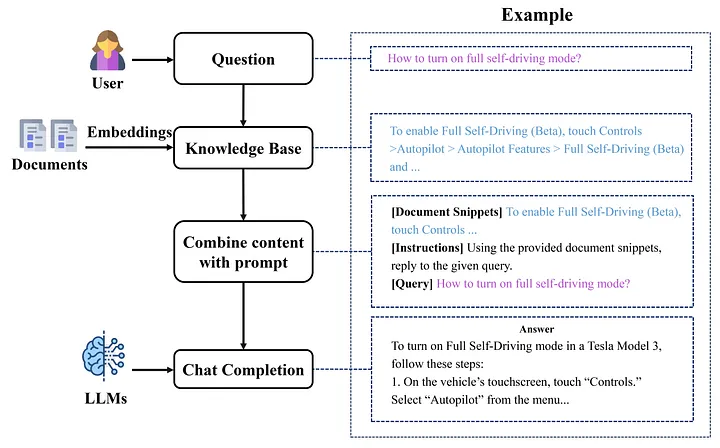 Example
Question
How to turn on full self-driving mode?
User
Embeddings
Documents
Knowledge Base
To enable Full Self-Driving (Beta), touch Controls
>Autopilot > Autopilot Features > Full Self-Driving (Beta)
and ...
Combine content
with prompt
[Document Snippets] To enable Full Self-Driving (Beta),
touch Controls ...
[Instructions] Using the provided document snippets,
reply to the given query.
[Query] How to turn on full self-driving mode?
LLMs
Chat Completion
Answer
To turn on Full Self-Driving mode in a Tesla Model 3,
follow these steps:
1. On the vehicle’s touchscreen, touch “Controls.”
Select “Autopilot” from the menu...